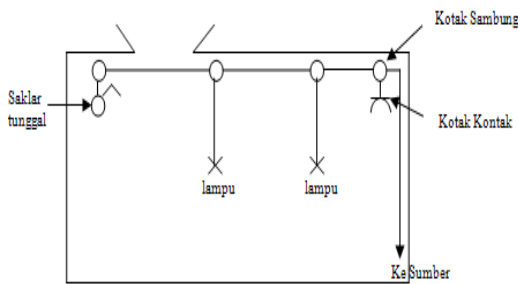 Kotak Sambung
Saklar
tunggal
Kotak Kontak
lampu
lampu
Ke Sumber